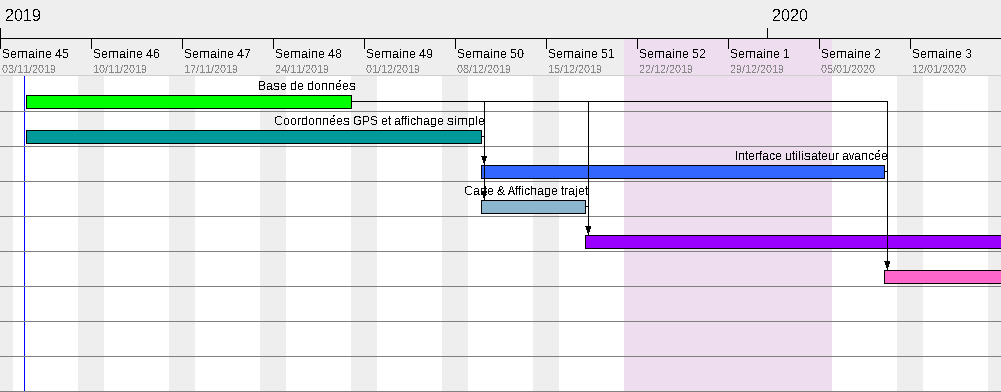 2019 2020
Semaine 45 Semaine 46 Semaine 47 Semaine 48 Semaine 49 Semaine 50 Semaine 51 Semaine 52 Semaine 1 Semaine 2 Semaine 3
03/11/2019 10/11/2019 17/11/2019 24/11/2019 01/12/2019 08/12/2019 15/12/2019 22/12/2019 29/12/2019 05/01/2020 12/01/2020
Base de données
Coordonnées GPS et affichage simple
Interface utilisateur avancée
Carte & Affichage trajet